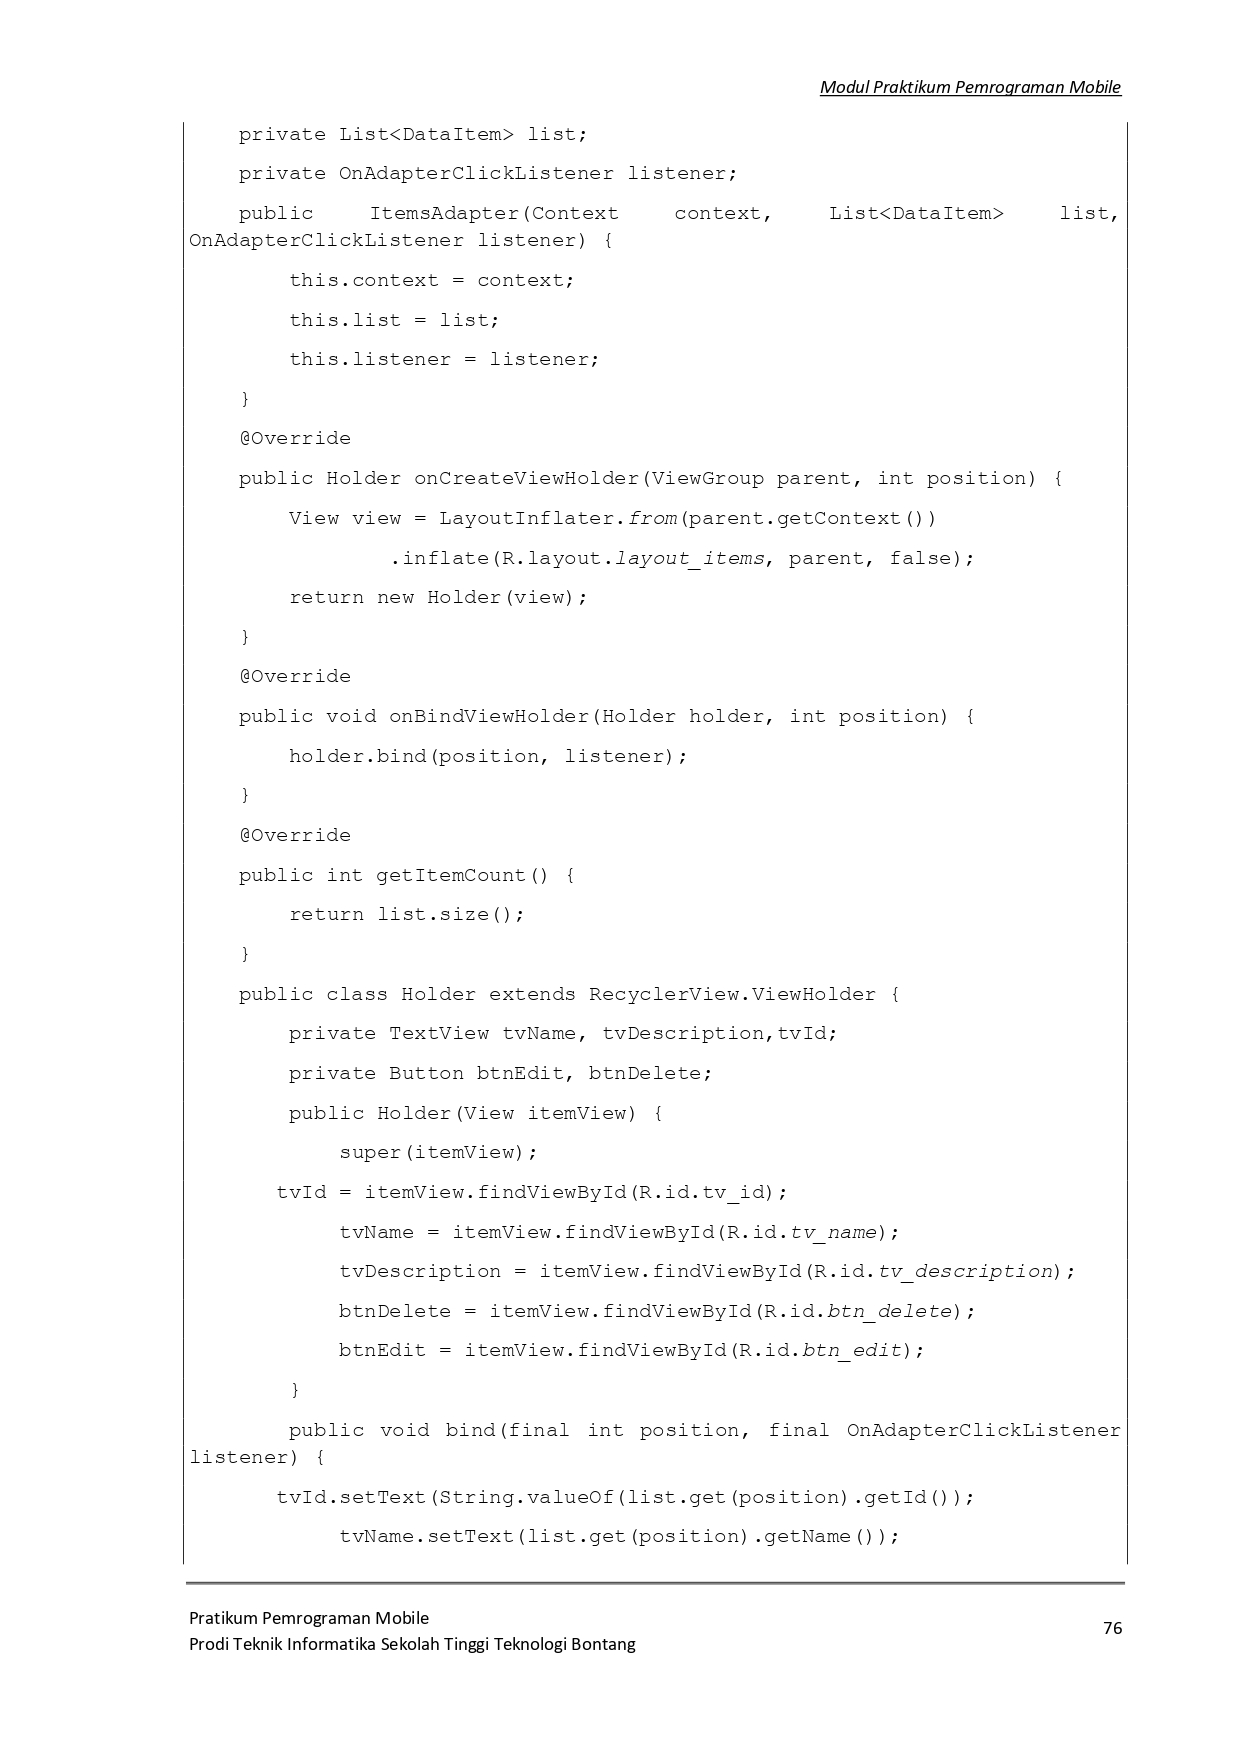 Modul Praktikum Pemrograman Mobile
private List<DataItem> list;
private OnAdapterClickListener listener;
public ItemsAdapter(Context context, List<DataItem> list,
OnAdapterClickListener listener) {
this.context = context;
this.list = list;
this.listener = listener;
}
@Override
public Holder onCreateViewHolder(ViewGroup parent, int position) {
View view = LayoutInflater.from(parent.getContext())
.inflate(R.layout.layout_items, parent, false);
return new Holder(view);
}
@Override
public void onBindViewHolder(Holder holder, int position) {
holder.bind(position, listener);
}
@Override
public int getItemCount() {
return list.size();
}
public class Holder extends RecyclerView.ViewHolder {
private TextView tvName, tvDescription,tvId;
private Button btnEdit, btnDelete;
public Holder(View itemView) {
super(itemView);
tvId = itemView.findViewById(R.id.tv_id);
tvName = itemView.findViewById(R.id.tv_name);
tvDescription = itemView.findViewById(R.id.tv_description);
btnDelete = itemView.findViewById(R.id.btn_delete);
btnEdit = itemView.findViewById(R.id.btn_edit);
}
public void bind(final int position, final OnAdapterClickListener
listener) {
tvId.setText(String.valueOf(list.get(position).getId());
tvName.setText(list.get(position).getName());
Pratikum Pemrograman Mobile
Prodi Teknik Informatika Sekolah Tinggi Teknologi Bontang
76